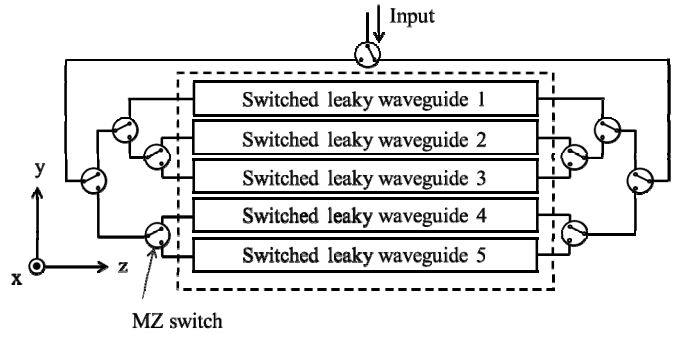 Input
Switched leaky waveguide 1
Switched leaky waveguide 2
Switched leaky waveguide 3
Switched leaky waveguide 4
Switched leaky waveguide 5
y
z
x
MZ switch